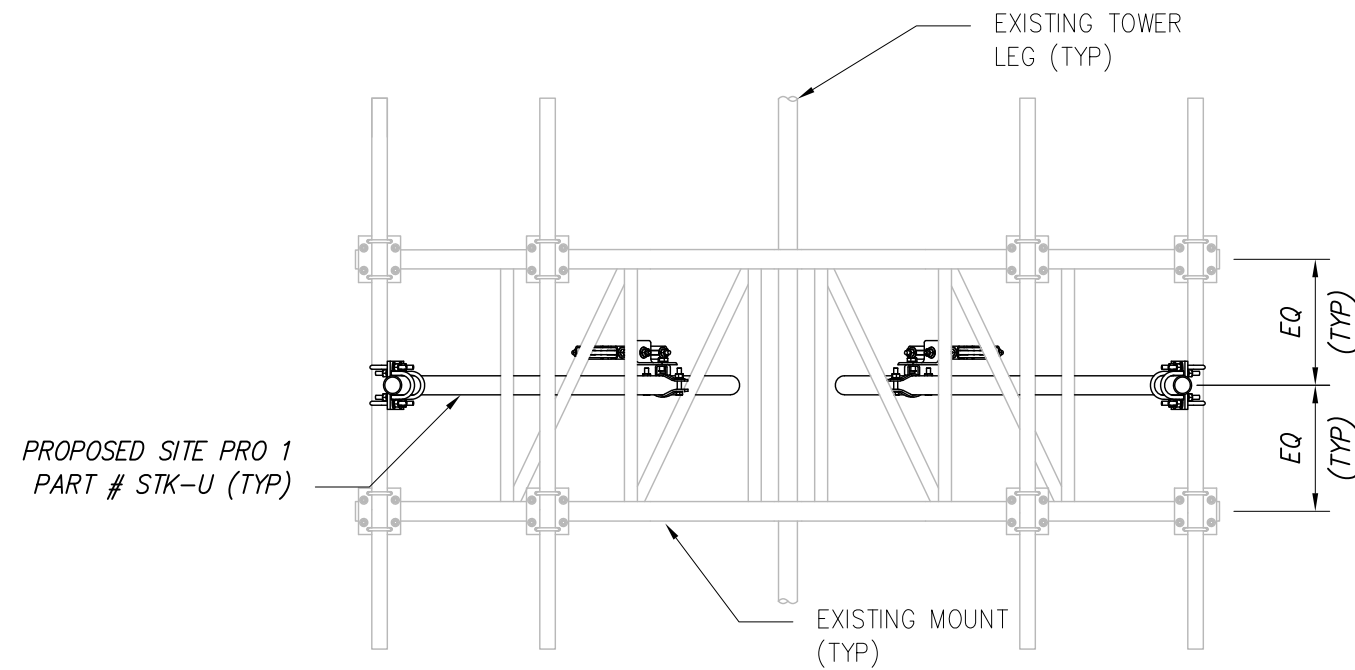 EXISTING TOWER
LEG (TYP)
EQ
(TYP)
EQ
(TYP)
PROPOSED SITE PRO 1
PART # STK-U (TYP)
EXISTING MOUNT
(TYP)